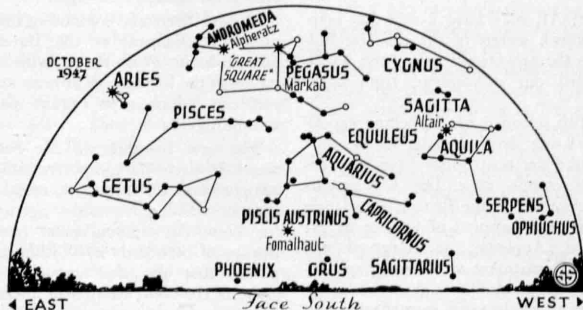 OCTOBER
1947
ANDROMEDA
Alpheratz
"GREAT
SQUARE"
PEGASUS
Markab
CYGNUS
ARIES
PISCES
SAGITTA
Altair
EQUULEUS
AQUILA
AQUARIUS
CETUS
CAPRICORNUS
SERPENS
OPHIUCHUS
PISCIS AUSTRINUS
Fomalhaut
PHOENIX
GRUS
SAGITTARIUS
EAST
Face South
WEST